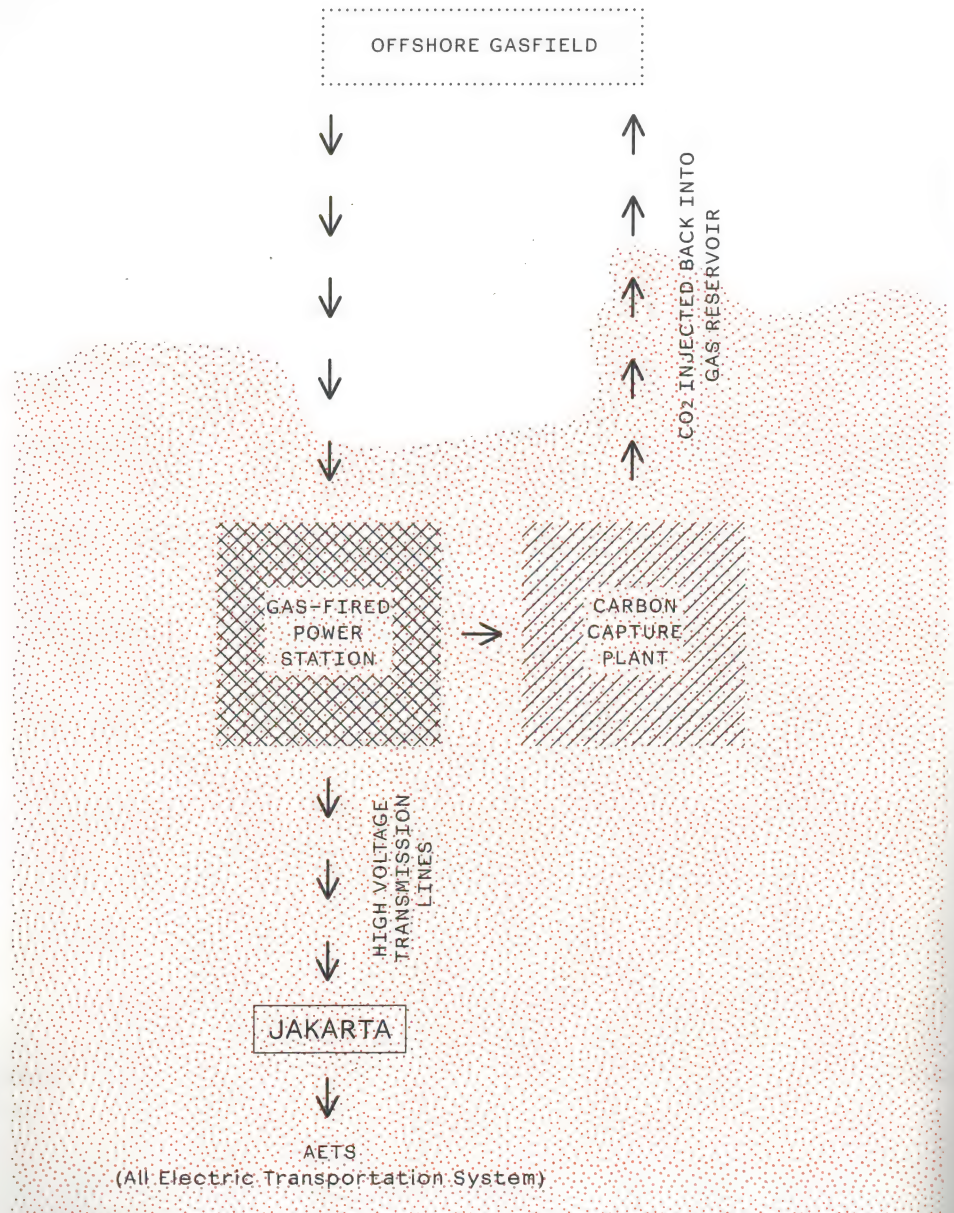 OFFSHORE GASFIELD
CO2 INJECTED BACK INTO
GAS RESERVOIR
GAS-FIRED
POWER
STATION
CARBON
CAPTURE
PLANT
HIGH VOLTAGE
TRANSMISSION
LINES
JAKARTA
AETS
(All Electric Transportation System)